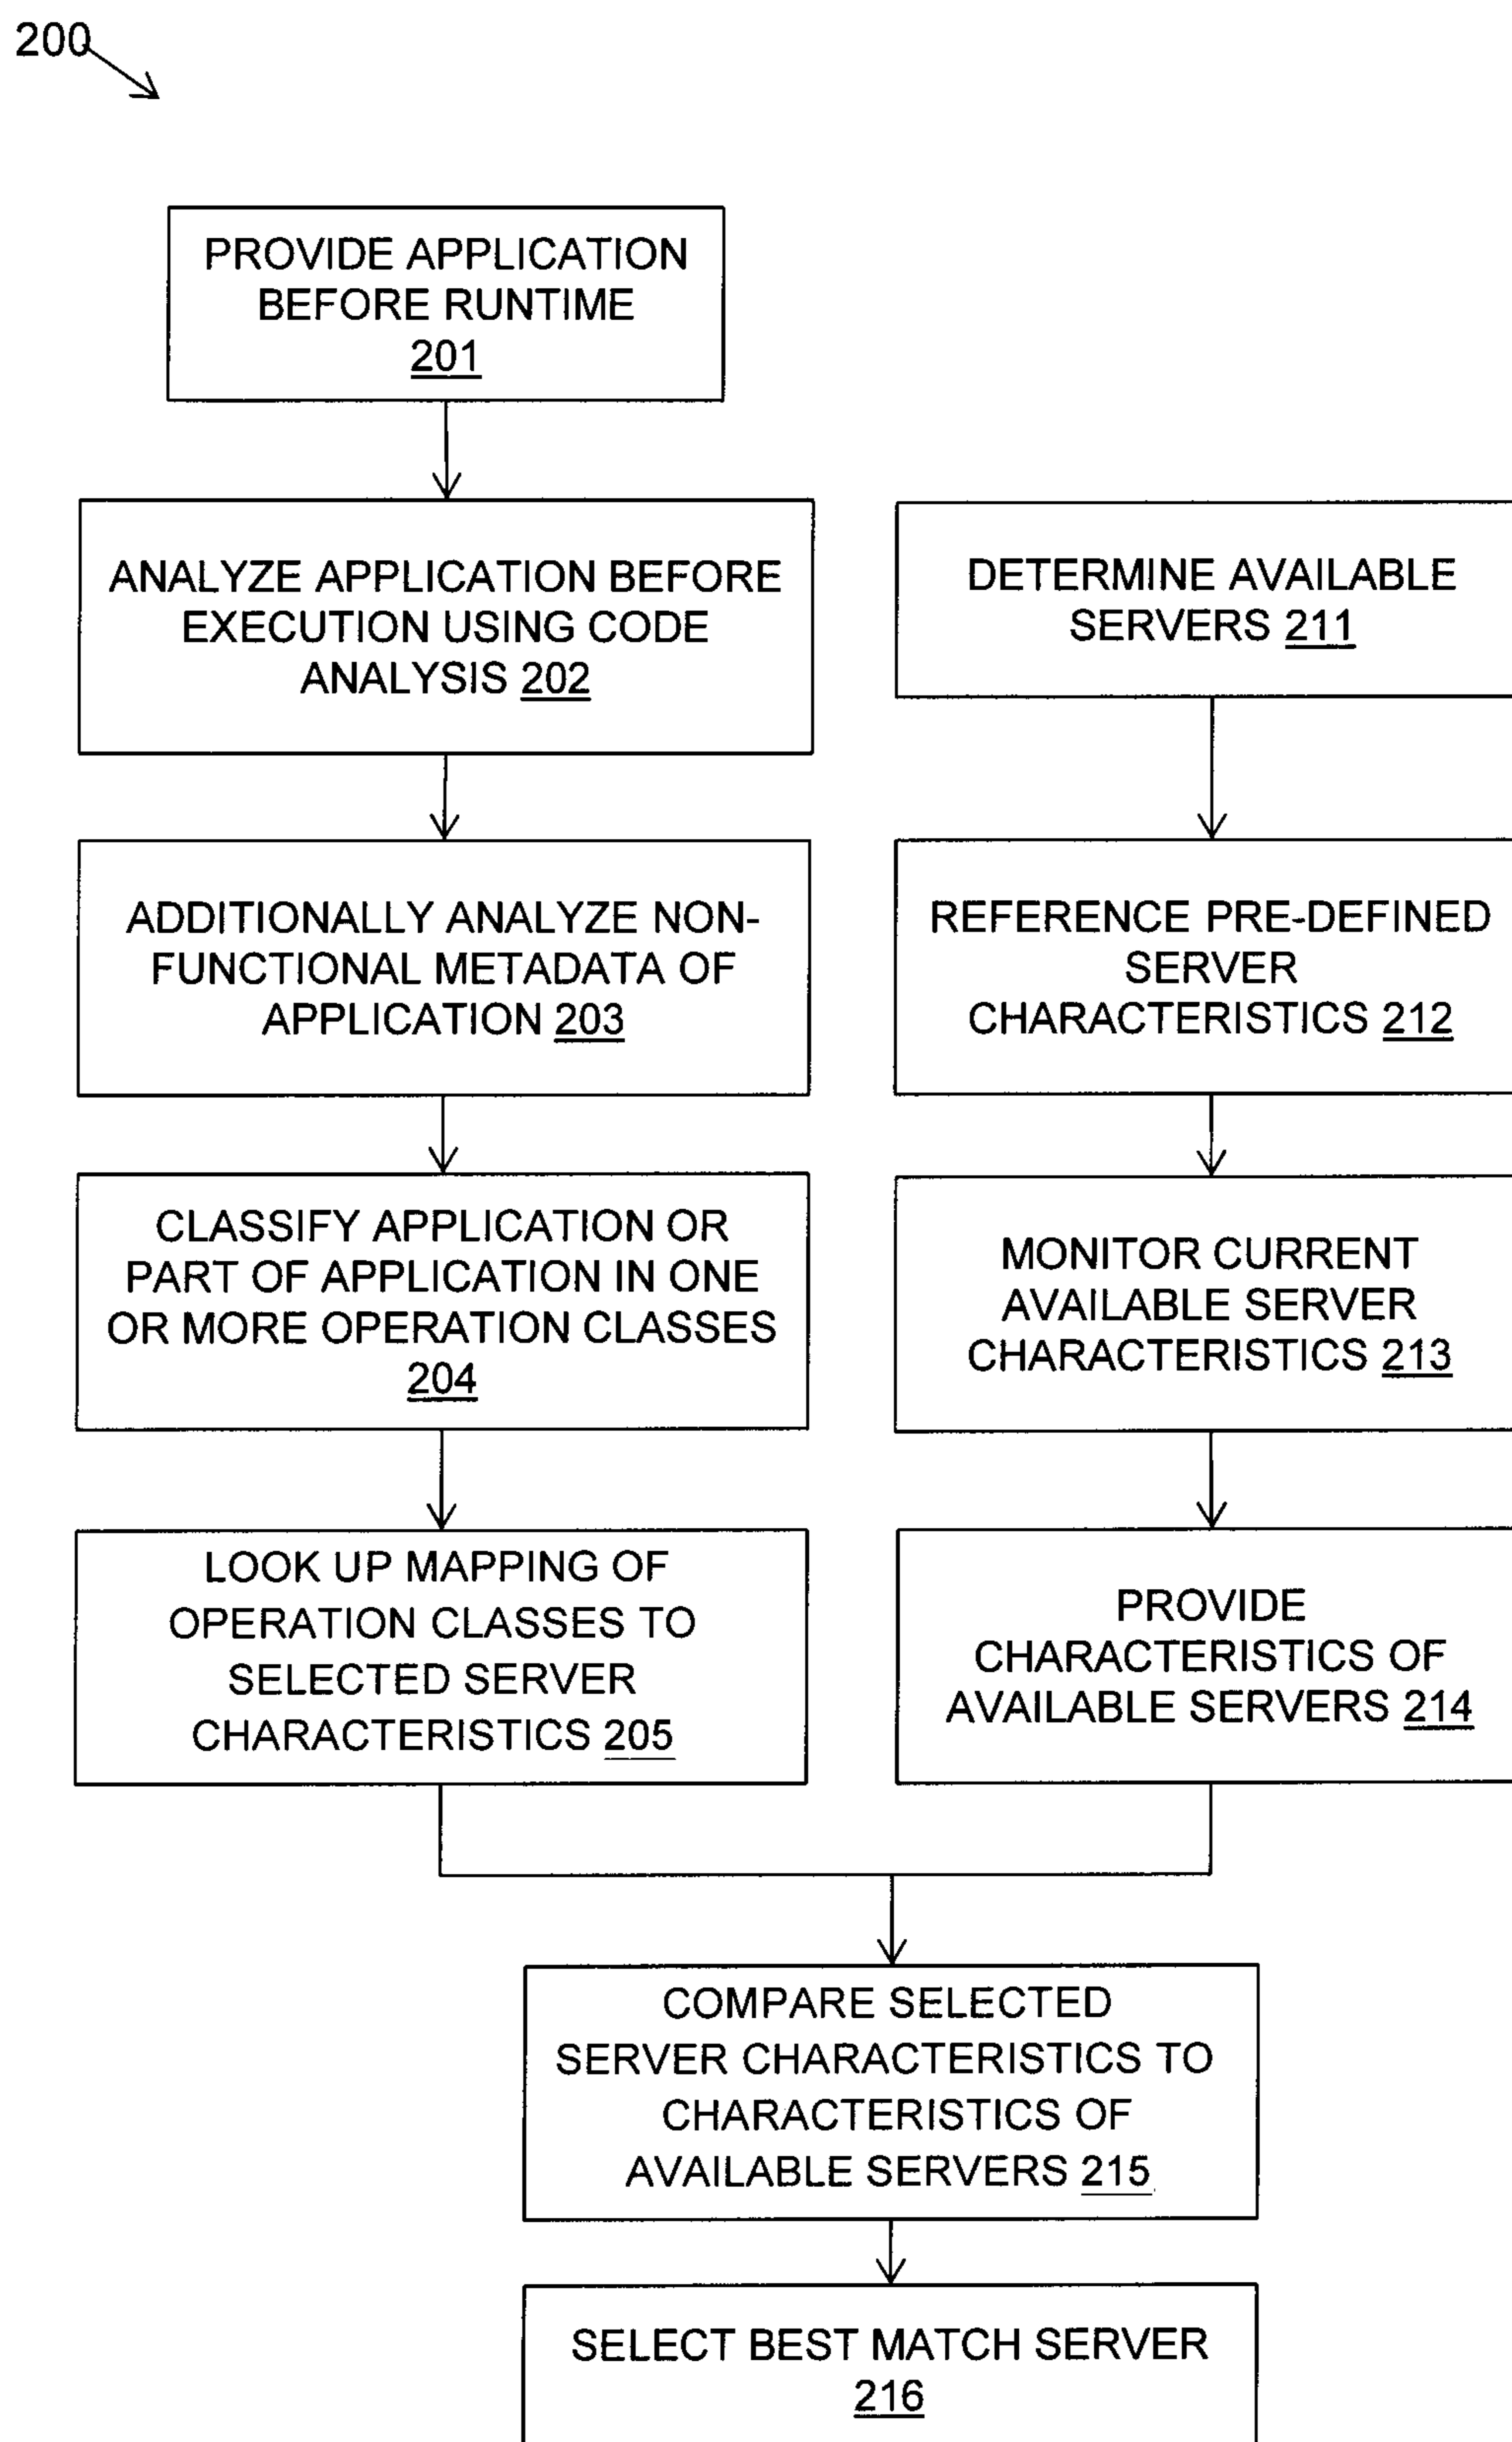 200
PROVIDE APPLICATION
BEFORE RUNTIME
201
ANALYZE APPLICATION BEFORE
EXECUTION USING CODE
ANALYSIS 202
ADDITIONALLY ANALYZE NON-
FUNCTIONAL METADATA OF
APPLICATION 203
CLASSIFY APPLICATION OR
PART OF APPLICATION IN ONE
OR MORE OPERATION CLASSES
204
LOOK UP MAPPING OF
OPERATION CLASSES TO
SELECTED SERVER
CHARACTERISTICS 205
DETERMINE AVAILABLE
SERVERS 211
REFERENCE PRE-DEFINED
SERVER
CHARACTERISTICS 212
MONITOR CURRENT
AVAILABLE SERVER
CHARACTERISTICS 213
PROVIDE
CHARACTERISTICS OF
AVAILABLE SERVERS 214
COMPARE SELECTED
SERVER CHARACTERISTICS TO
CHARACTERISTICS OF
AVAILABLE SERVERS 215
SELECT BEST MATCH SERVER
216